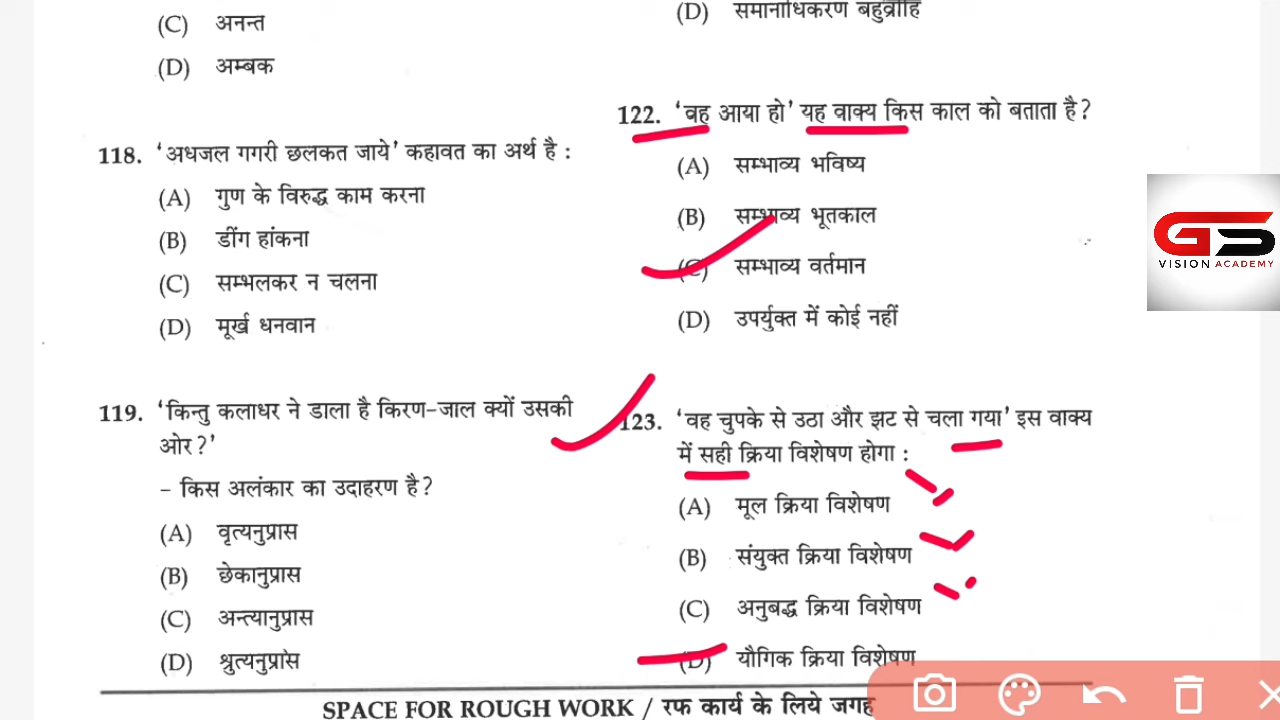 (C) अनन्त
(D) अम्बक
118. ‘अधजल गगरी छलकत जाये’ कहावत का अर्थ है :
(A) गुण के विरुद्ध काम करना
(B) डींग हांकना
(C) सम्भलकर न चलना
(D) मूर्ख धनवान
119. ‘किन्तु कलाधर ने डाला है किरण-जाल क्यों उसकी
ओर?’
– किस अलंकार का उदाहरण है?
(A) वृत्यनुप्रास
(B) छेकानुप्रास
(C) अन्त्यानुप्रास
(D) श्रुत्यनुप्रास
(D) समानाधिकरण बहुव्रीहि
122. ‘वह आया हो’ यह वाक्य किस काल को बताता है?
(A) सम्भाव्य भविष्य
(B) सम्भाव्य भूतकाल
(C) सम्भाव्य वर्तमान
(D) उपर्युक्त में कोई नहीं
123. ‘वह चुपके से उठा और झट से चला गया’ इस वाक्य
में सही क्रिया विशेषण होगा :
(A) मूल क्रिया विशेषण
(B) संयुक्त क्रिया विशेषण
(C) अनुबद्ध क्रिया विशेषण
(D) यौगिक क्रिया विशेषण
SPACE FOR ROUGH WORK / रफ कार्य के लिये जगह
GS
VISION ACADEMY